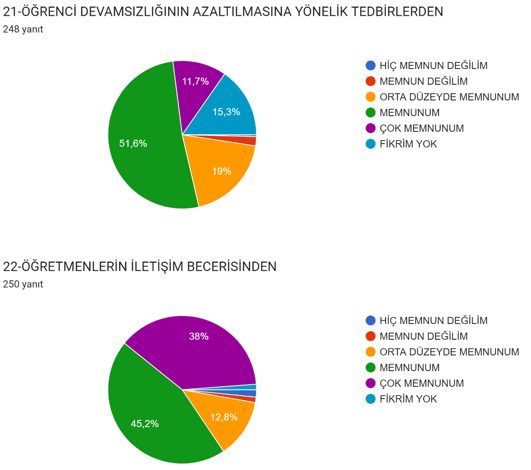 21-ÖĞRENCİ DEVAMSIZLIĞININ AZALTILMASINA YÖNELİK TEDBİRLERDEN
248 yanıt
HİÇ MEMNUN DEĞİLİM
MEMNUN DEĞİLİM
ORTA DÜZEYDE MEMNUNUM
MEMNUNUM
ÇOK MEMNUNUM
FİKRİM YOK
11,7%
15,3%
51,6%
19%
22-ÖĞRETMENLERİN İLETİŞİM BECERİSİNDEN
250 yanıt
HİÇ MEMNUN DEĞİLİM
MEMNUN DEĞİLİM
ORTA DÜZEYDE MEMNUNUM
MEMNUNUM
ÇOK MEMNUNUM
FİKRİM YOK
38%
12,8%
45,2%